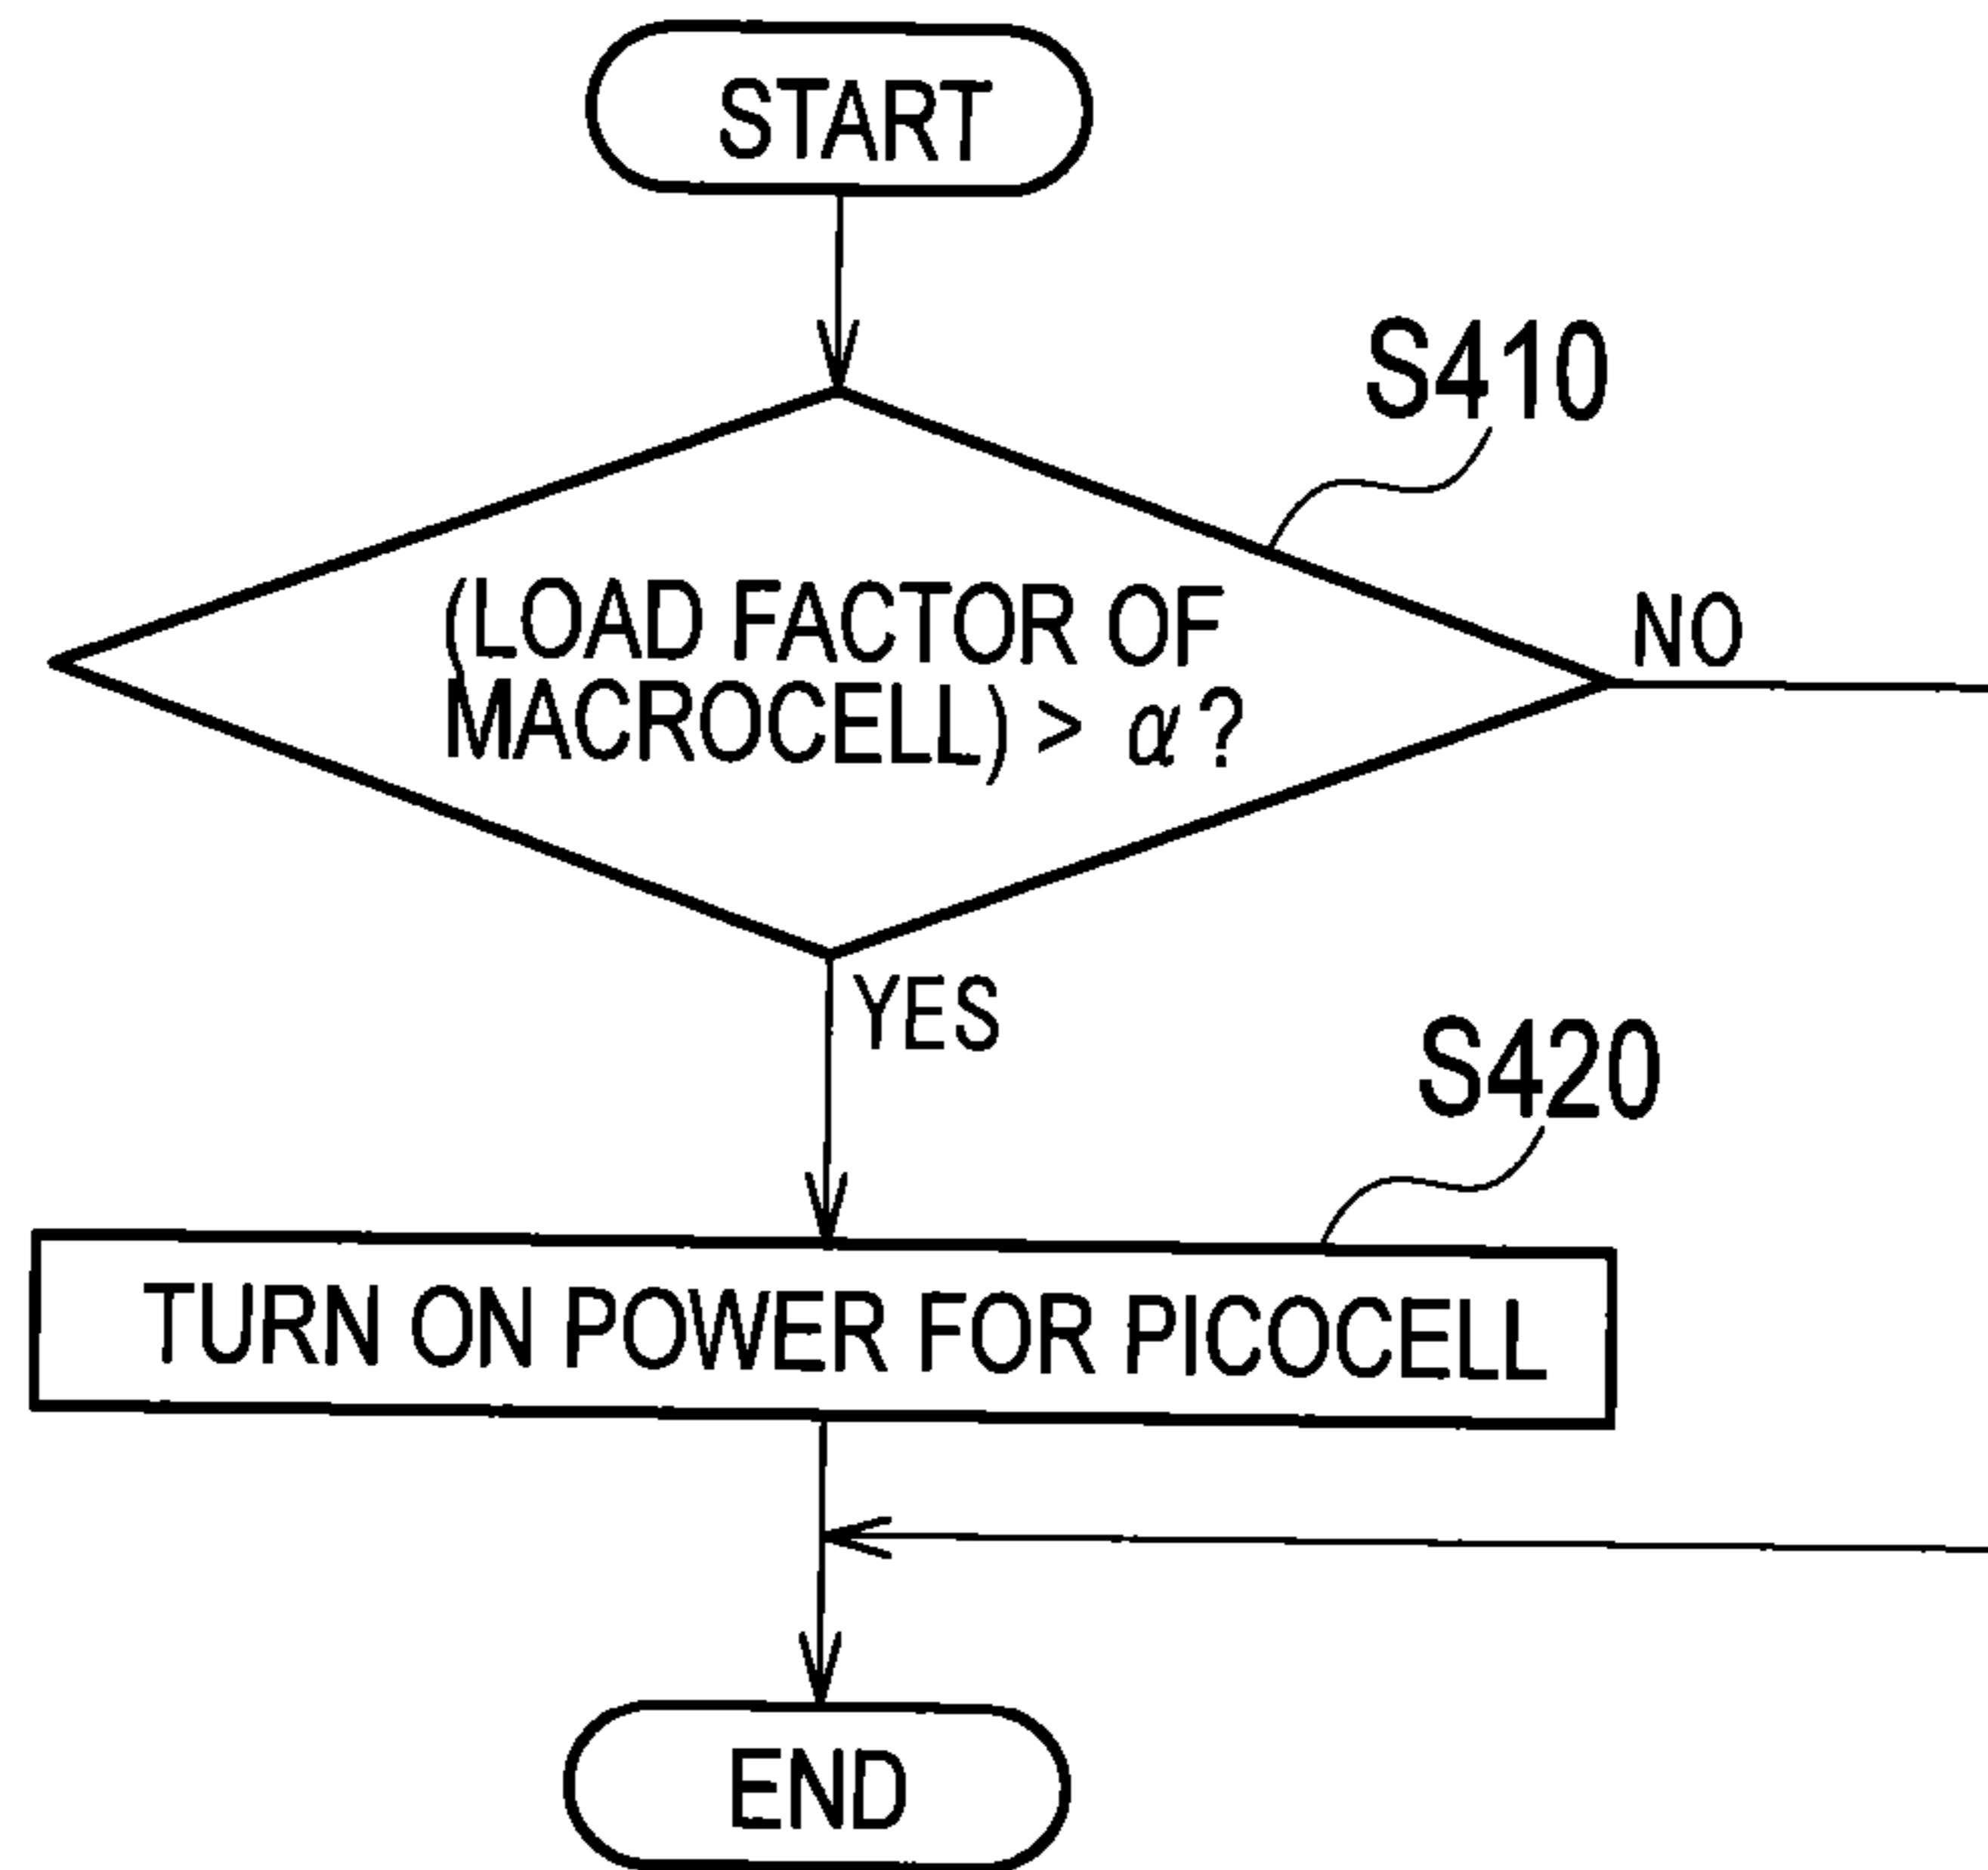 START
S410
(LOAD FACTOR OF
MACROCELL) > α ?
NO
YES
S420
TURN ON POWER FOR PICOCELL
END